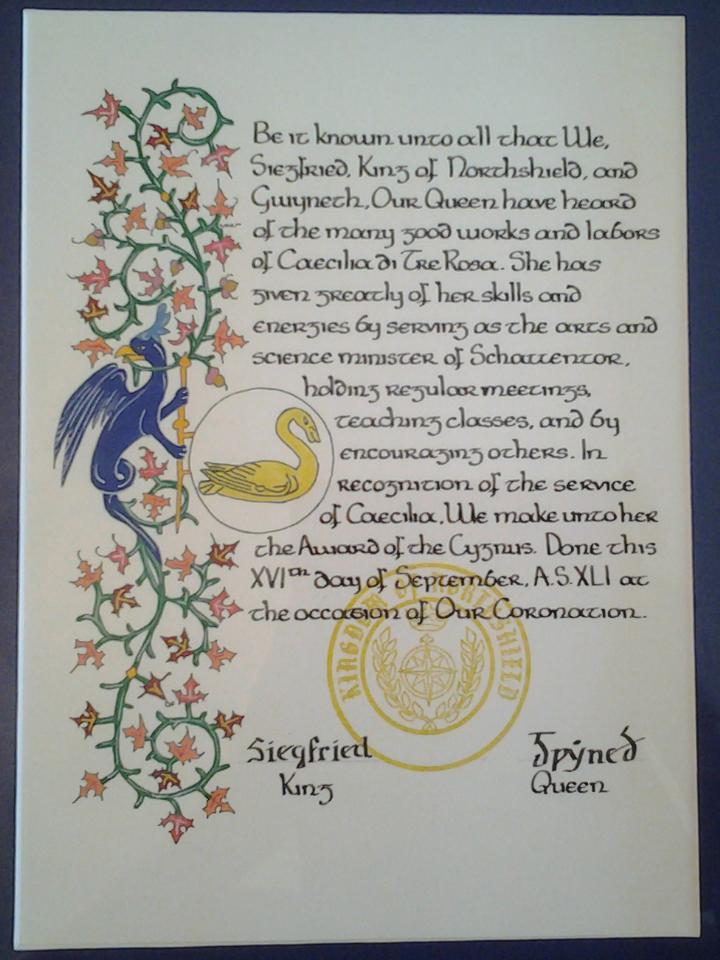 Be it known unto all that We,
Siegfried, King of Northshield, and
Gwyneth, Our Queen have heard
of the many good works and labors
of Caecilia di Tre Rosa. She has
given greatly of her skills and
energies by serving as the arts and
science minister of Schattentor,
holding regular meetings,
teaching classes, and by
encouraging others. In
recognition of the service
of Caecilia, We make unto her
the Award of the Cygnus. Done this
XVIth day of September, A.S. XLI at
the occasion of Our Coronation.
KINGDOM OF NORTHSHIELD
Siegfried
King
Queen